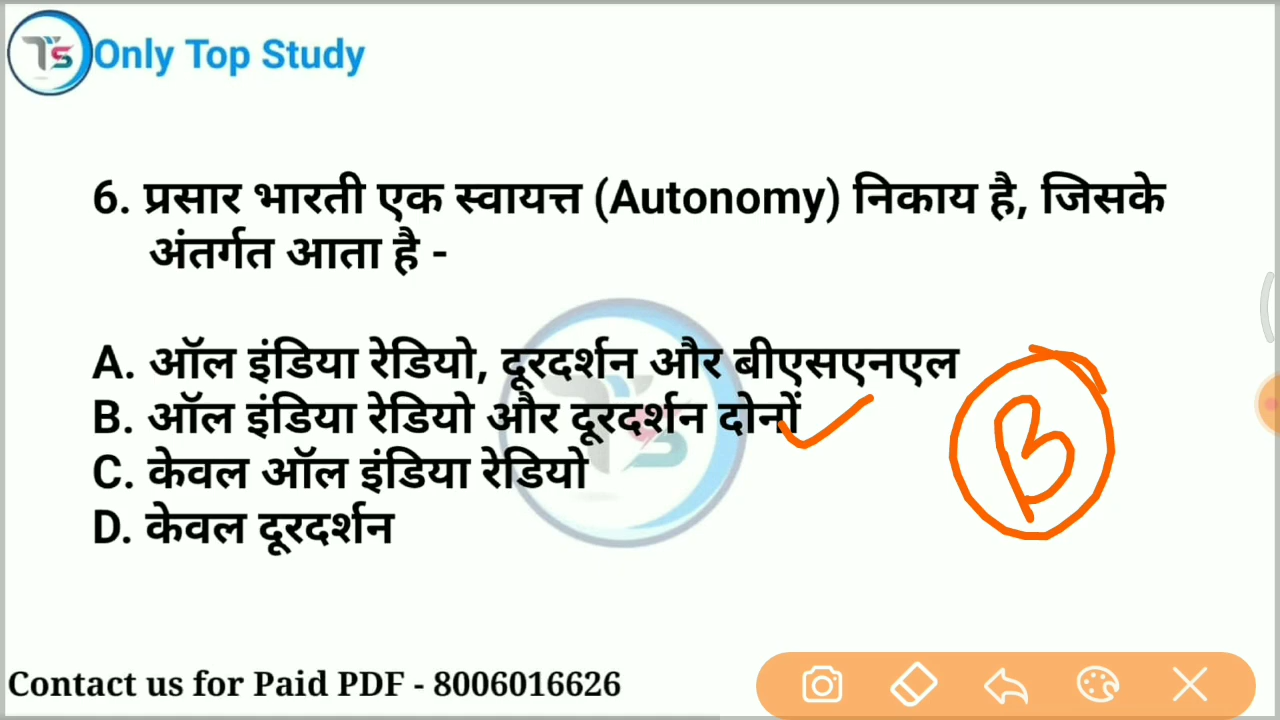 TS Only Top Study
6. प्रसार भारती एक स्वायत्त (Autonomy) निकाय है, जिसके
अंतर्गत आता है -
A. ऑल इंडिया रेडियो, दूरदर्शन और बीएसएनएल
B. ऑल इंडिया रेडियो और दूरदर्शन दोनों
C. केवल ऑल इंडिया रेडियो
D. केवल दूरदर्शन
B
Contact us for Paid PDF - 8006016626